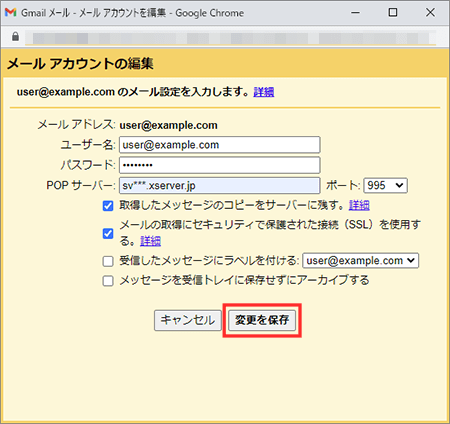 Gmail メール - メール アカウントを編集 - Google Chrome
メール アカウントの編集
user@example.com のメール設定を入力します。 詳細
メール アドレス: user@example.com
ユーザー名: user@example.com
パスワード: ••••••••
POP サーバー: sv***.xserver.jp ポート: 995
取得したメッセージのコピーをサーバーに残す。 詳細
メールの取得にセキュリティで保護された接続（SSL）を使用す
る。 詳細
受信したメッセージにラベルを付ける: user@example.com
メッセージを受信トレイに保存せずにアーカイブする
キャンセル 変更を保存